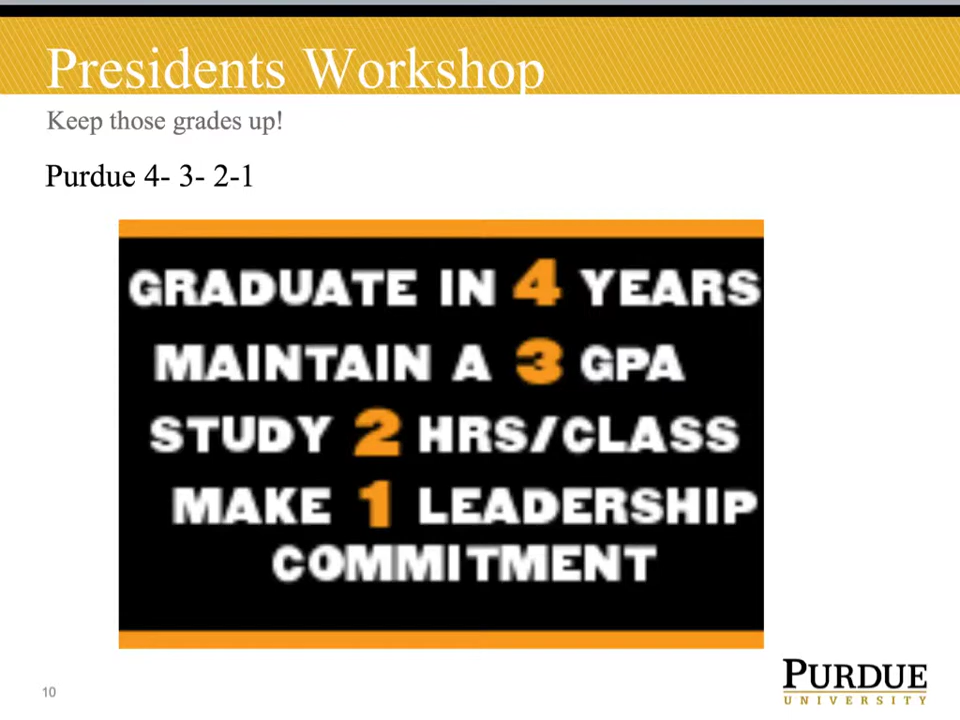 Presidents Workshop
Keep those grades up!
Purdue 4- 3- 2-1
GRADUATE IN 4 YEARS
MAINTAIN A 3 GPA
STUDY 2 HRS/CLASS
MAKE 1 LEADERSHIP
COMMITMENT
10
PURDUE
UNIVERSITY